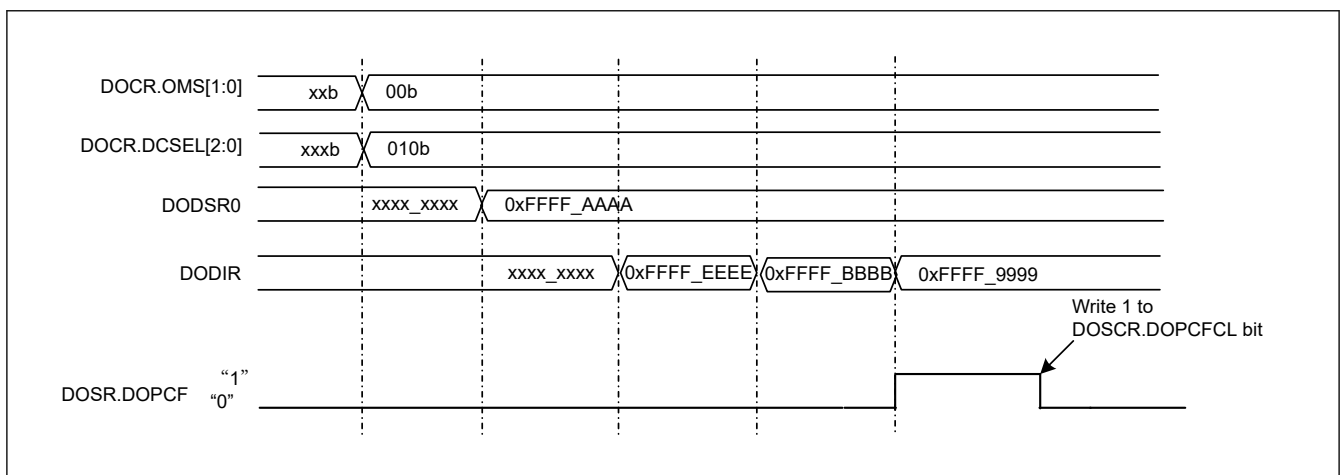 DOCR.OMS[1:0] xxb 00b
DOCR.DCSEL[2:0] xxxb 010b
DODSR0 xxxx_xxxx 0xFFFF_AAAA
DODIR xxxx_xxxx 0xFFFF_EEEE 0xFFFF_BBBB 0xFFFF_9999
Write 1 to
DOSCR.DOPCFCL bit
“1”
DOSR.DOPCF “0”